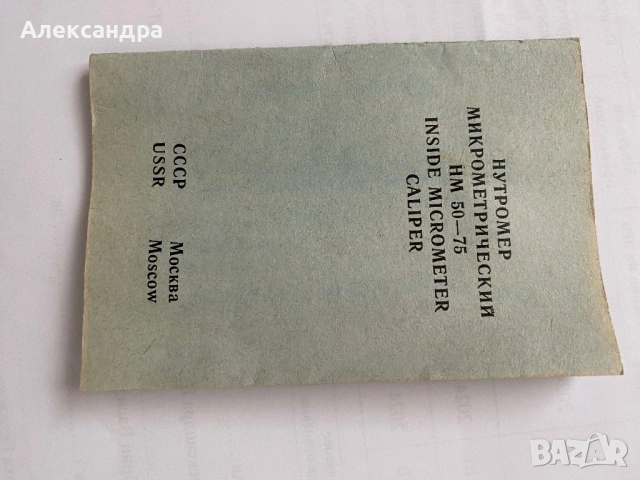 Александра
НУТРОМЕР
МИКРОМЕТРИЧЕСКИЙ
НМ 50—75
INSIDE MICROMETER
CALIPER
СССР Москва
USSR Moscow
BAZAR